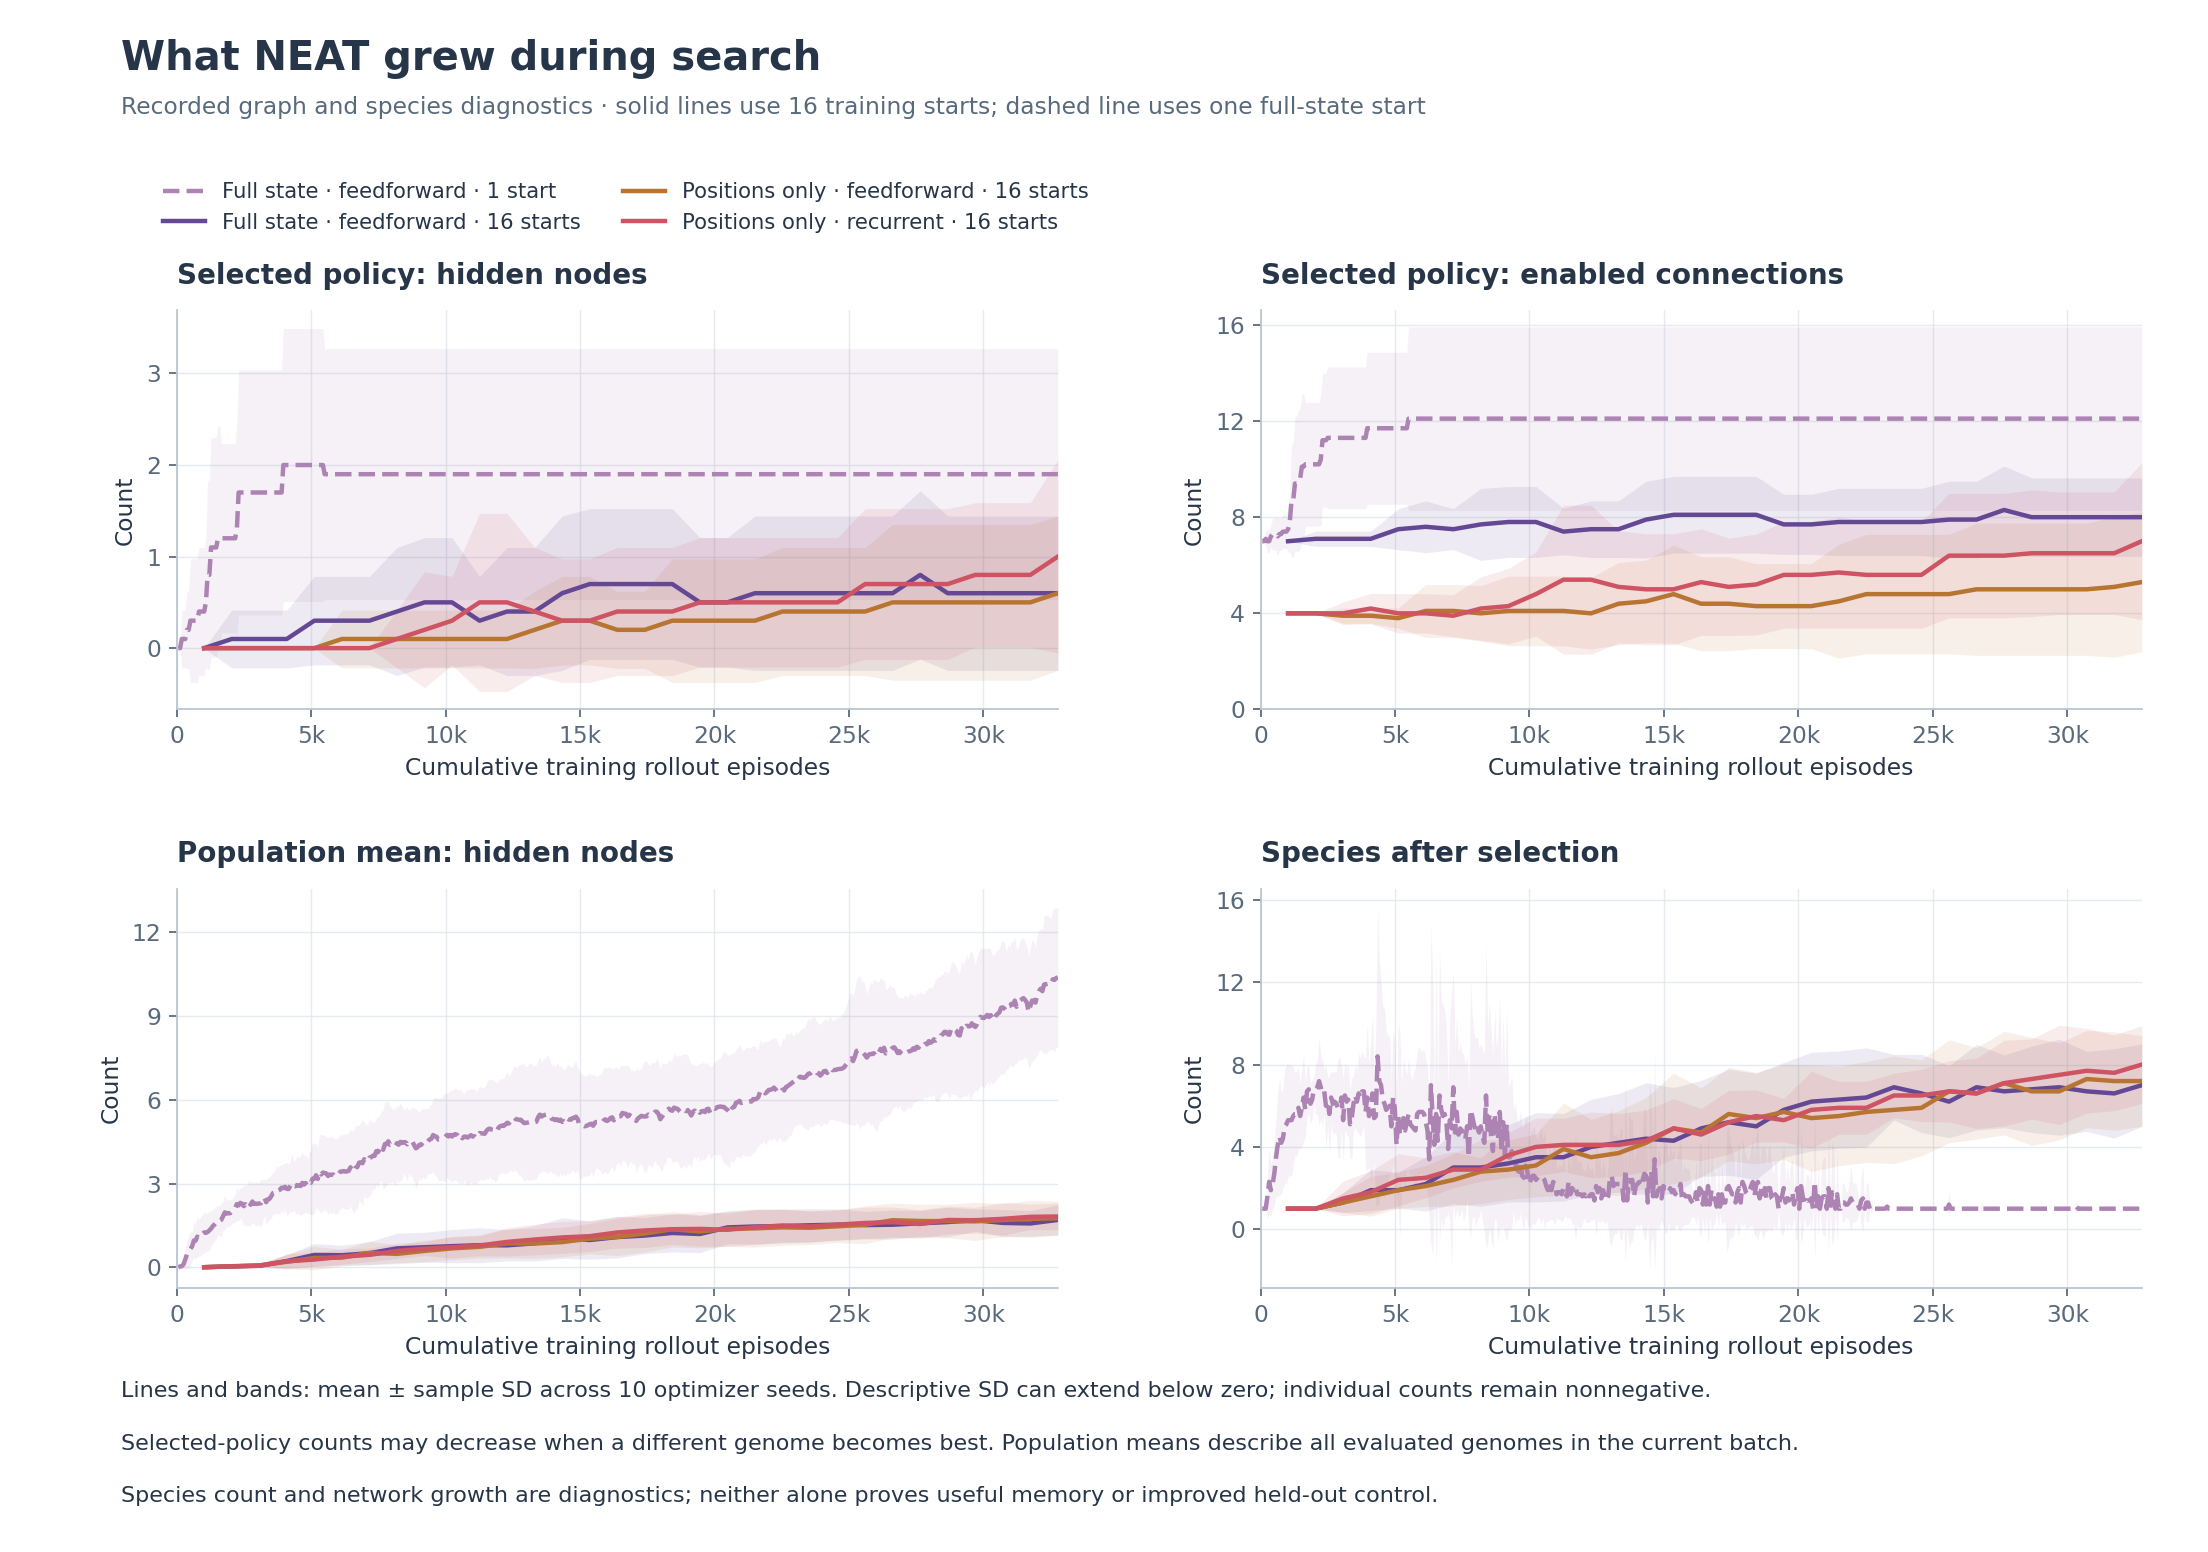 What NEAT grew during search
Recorded graph and species diagnostics · solid lines use 16 training starts; dashed line uses one full-state start
Full state · feedforward · 1 start
Full state · feedforward · 16 starts
Positions only · feedforward · 16 starts
Positions only · recurrent · 16 starts
Selected policy: hidden nodes
Count
3
2
1
0
0 5k 10k 15k 20k 25k 30k
Cumulative training rollout episodes
Selected policy: enabled connections
Count
16
12
8
4
0
0 5k 10k 15k 20k 25k 30k
Cumulative training rollout episodes
Population mean: hidden nodes
Count
12
9
6
3
0
0 5k 10k 15k 20k 25k 30k
Cumulative training rollout episodes
Species after selection
Count
16
12
8
4
0
0 5k 10k 15k 20k 25k 30k
Cumulative training rollout episodes
Lines and bands: mean ± sample SD across 10 optimizer seeds. Descriptive SD can extend below zero; individual counts remain nonnegative.
Selected-policy counts may decrease when a different genome becomes best. Population means describe all evaluated genomes in the current batch.
Species count and network growth are diagnostics; neither alone proves useful memory or improved held-out control.